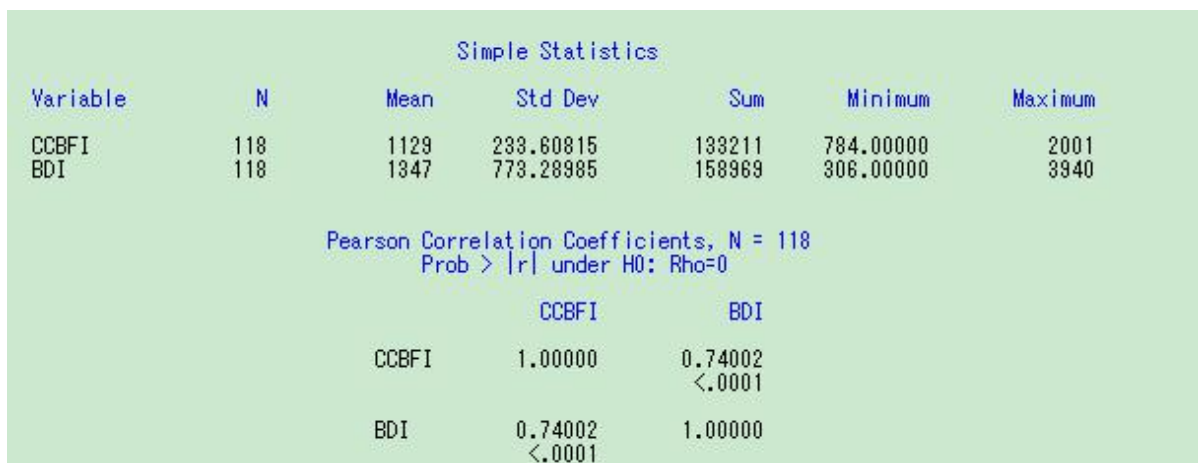 Simple Statistics
Variable N Mean Std Dev Sum Minimum Maximum
CCBFI 118 1129 233.60815 133211 784.00000 2001
BDI 118 1347 773.28985 158969 306.00000 3940
Pearson Correlation Coefficients, N = 118
Prob > |r| under H0: Rho=0
CCBFI BDI
CCBFI 1.00000 0.74002
<.0001
BDI 0.74002 1.00000
<.0001